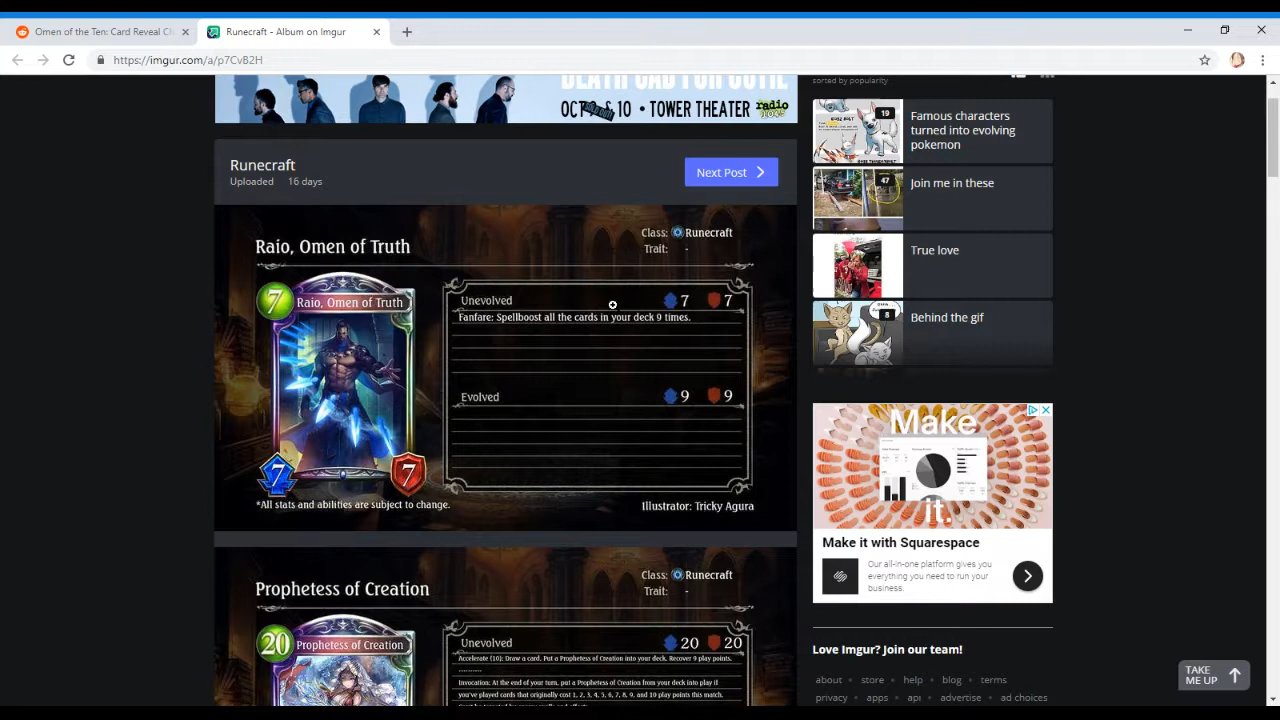 Omen of the Ten: Card Reveal Ch
Runecraft - Album on Imgur
https://imgur.com/a/p7CvB2H
DEATH CAB FOR CUTIE
OCT 10 • TOWER THEATER
radio
sorted by popularity
19
Famous characters
turned into evolving
pokemon
47
Join me in these
True love
8
Behind the gif
Runecraft
Uploaded 16 days
Next Post
Raio, Omen of Truth
Class: Runecraft
Trait: -
7
Raio, Omen of Truth
Unevolved 7 7
Fanfare: Spellboost all the cards in your deck 9 times.
Evolved 9 9
7 7
*All stats and abilities are subject to change.
Illustrator: Tricky Agura
Prophetess of Creation
Class: Runecraft
Trait: -
20
Prophetess of Creation
Unevolved 20 20
Accelerate (10): Draw a card. Put a Prophetess of Creation into your deck. Recover 9 play points.
----------
Invocation: At the end of your turn, put a Prophetess of Creation from your deck into play if
you've played cards that originally cost 1, 2, 3, 4, 5, 6, 7, 8, 9, and 10 play points this match.
Make
it.
Make it with Squarespace
Our all-in-one platform gives you
everything you need to run your
business.
Love Imgur? Join our team!
about • store • help • blog • terms
privacy • apps • api • advertise • ad choices
TAKE
ME UP